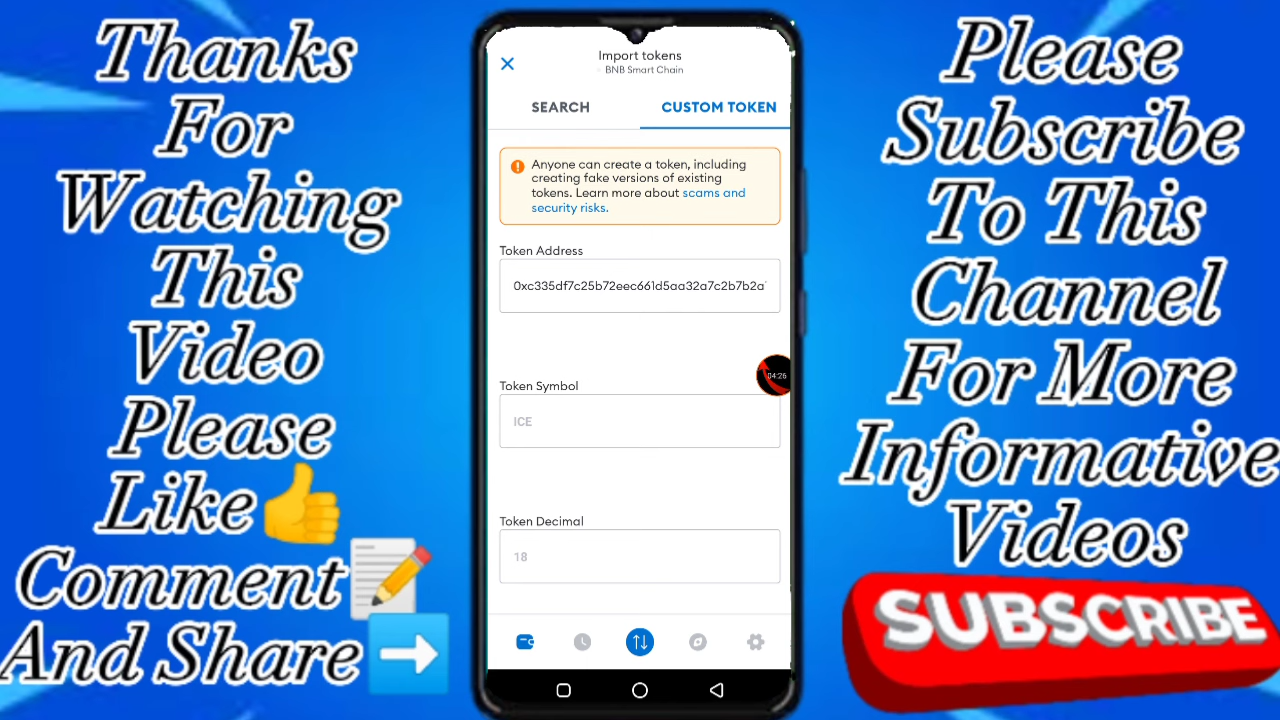 Thanks
For
Watching
This
Video
Please
Like
Comment
And Share
Import tokens
BNB Smart Chain
SEARCH
CUSTOM TOKEN
Anyone can create a token, including
creating fake versions of existing
tokens. Learn more about scams and
security risks.
Token Address
0xc335df7c25b72eec661d5aa32a7c2b7b2a
04:26
Token Symbol
ICE
Token Decimal
18
Please
Subscribe
To This
Channel
For More
Informative
Videos
SUBSCRIBE